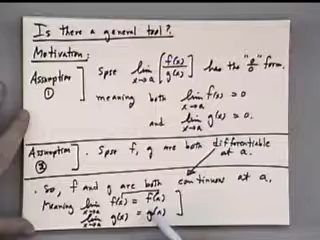 Is there a general tool?
Motivation:
Assumption ① ] Spse lim x→a [f(x)/g(x)] has the "0/0" form.
meaning both lim x→a f(x) = 0
and lim x→a g(x) = 0.
Assumption ② ] . Spse f, g are both differentiable at a.
. So, f and g are both continuous at a.
Meaning lim x→a f(x) = f(a)
lim x→a g(x) = g(a) ]